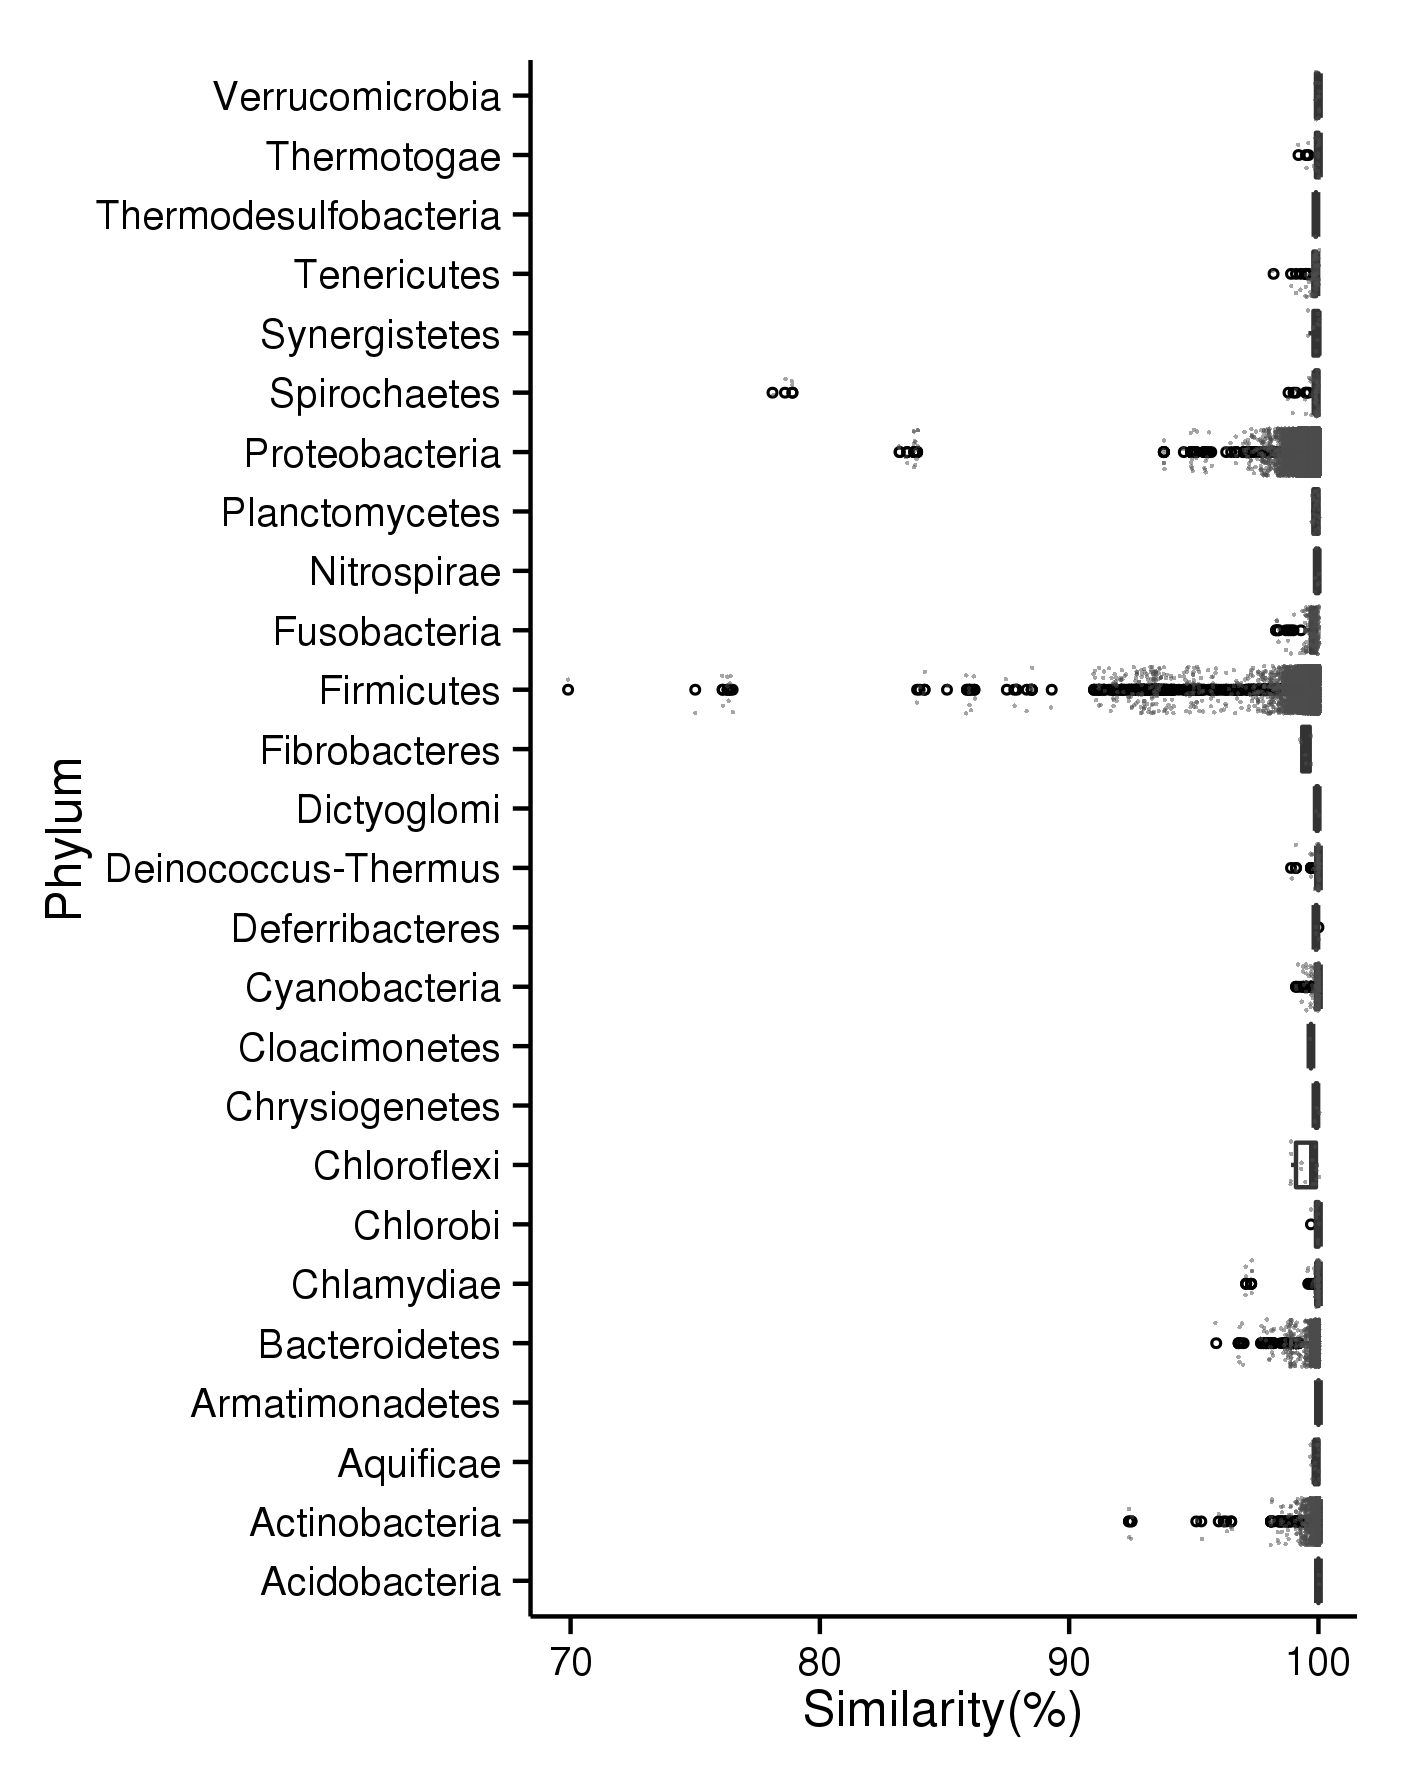 Verrucomicrobia
Thermotogae
Thermodesulfobacteria
Tenericutes
Synergistetes
Spirochaetes
Proteobacteria
Planctomycetes
Nitrospirae
Fusobacteria
Firmicutes
Fibrobacteres
Dictyoglomi
Deinococcus-Thermus
Deferribacteres
Cyanobacteria
Cloacimonetes
Chrysiogenetes
Chloroflexi
Chlorobi
Chlamydiae
Bacteroidetes
Armatimonadetes
Aquificae
Actinobacteria
Acidobacteria
Phylum
70 80 90 100
Similarity(%)